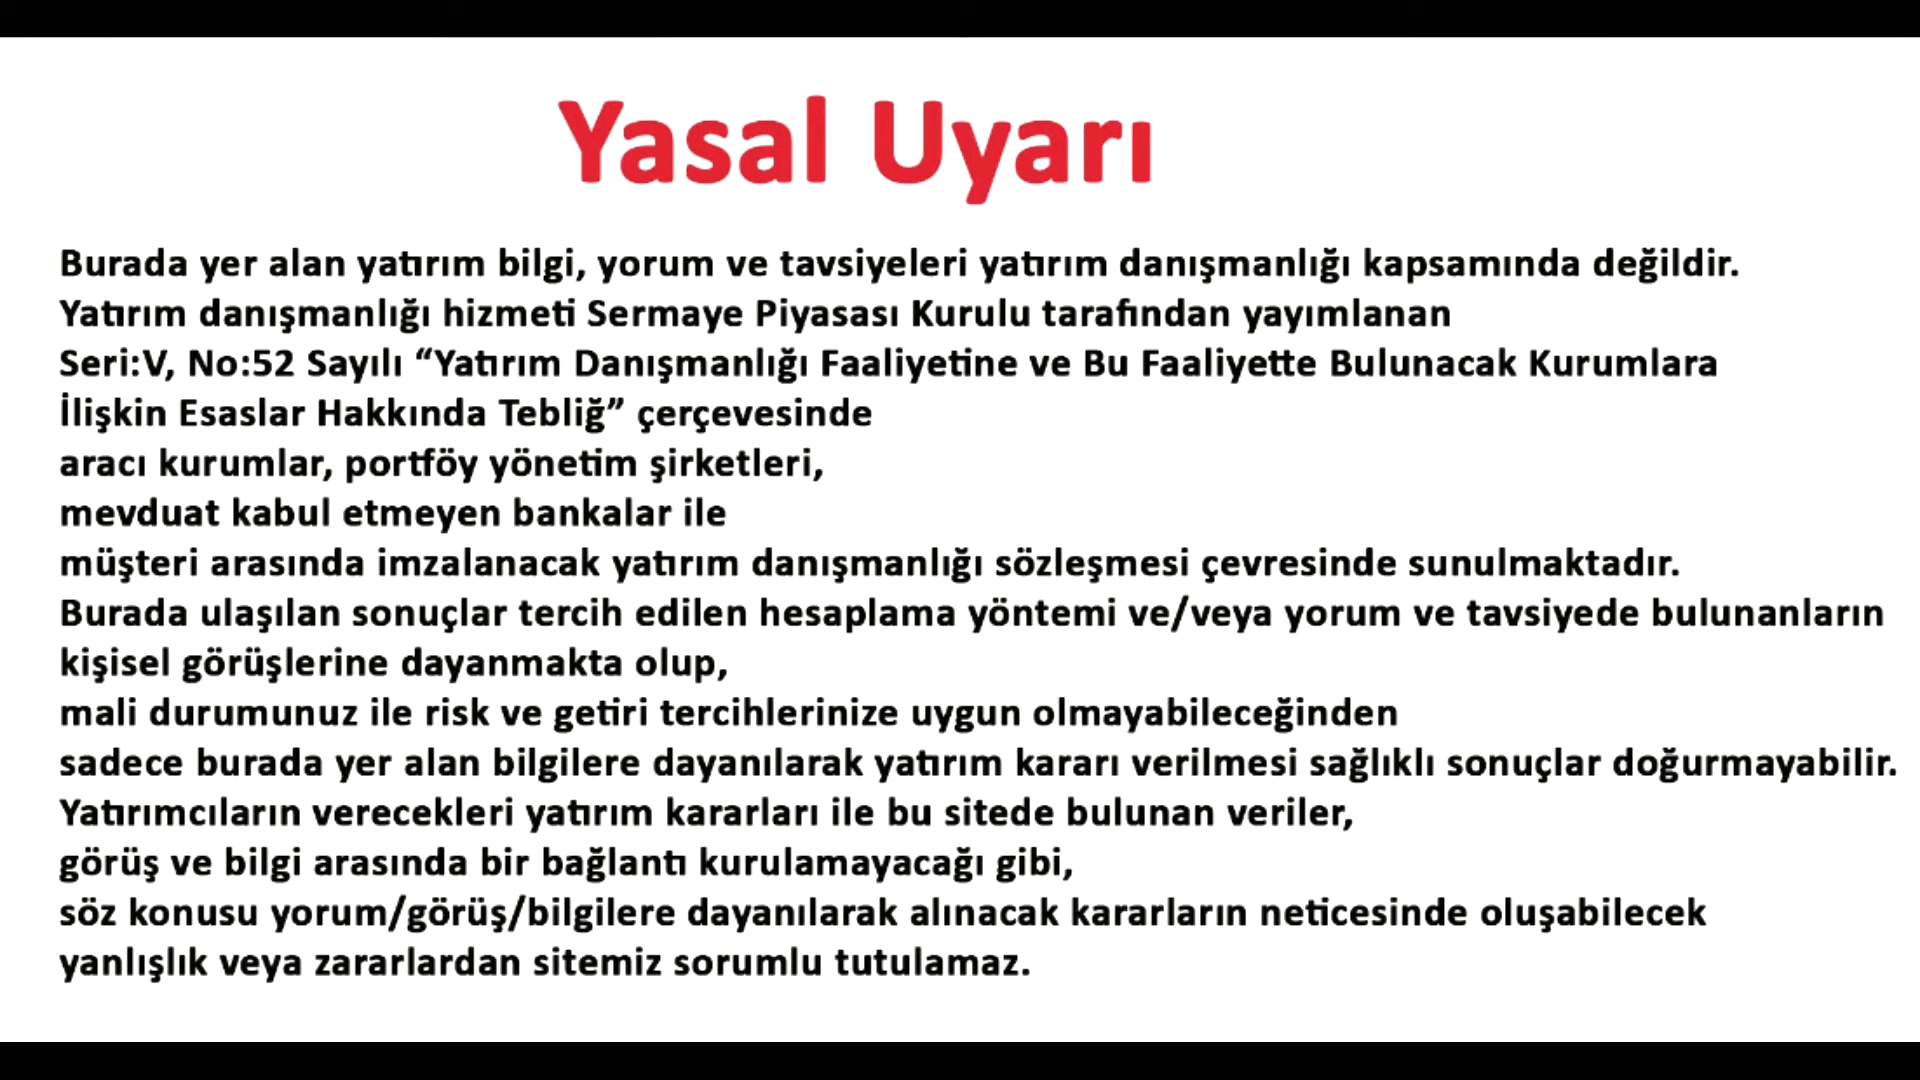 Yasal Uyarı
Burada yer alan yatırım bilgi, yorum ve tavsiyeleri yatırım danışmanlığı kapsamında değildir.
Yatırım danışmanlığı hizmeti Sermaye Piyasası Kurulu tarafından yayımlanan
Seri:V, No:52 Sayılı “Yatırım Danışmanlığı Faaliyetine ve Bu Faaliyette Bulunacak Kurumlara
İlişkin Esaslar Hakkında Tebliğ” çerçevesinde
aracı kurumlar, portföy yönetim şirketleri,
mevduat kabul etmeyen bankalar ile
müşteri arasında imzalanacak yatırım danışmanlığı sözleşmesi çevresinde sunulmaktadır.
Burada ulaşılan sonuçlar tercih edilen hesaplama yöntemi ve/veya yorum ve tavsiyede bulunanların
kişisel görüşlerine dayanmakta olup,
mali durumunuz ile risk ve getiri tercihlerinize uygun olmayabileceğinden
sadece burada yer alan bilgilere dayanılarak yatırım kararı verilmesi sağlıklı sonuçlar doğurmayabilir.
Yatırımcıların verecekleri yatırım kararları ile bu sitede bulunan veriler,
görüş ve bilgi arasında bir bağlantı kurulamayacağı gibi,
söz konusu yorum/görüş/bilgilere dayanılarak alınacak kararların neticesinde oluşabilecek
yanlışlık veya zararlardan sitemiz sorumlu tutulamaz.